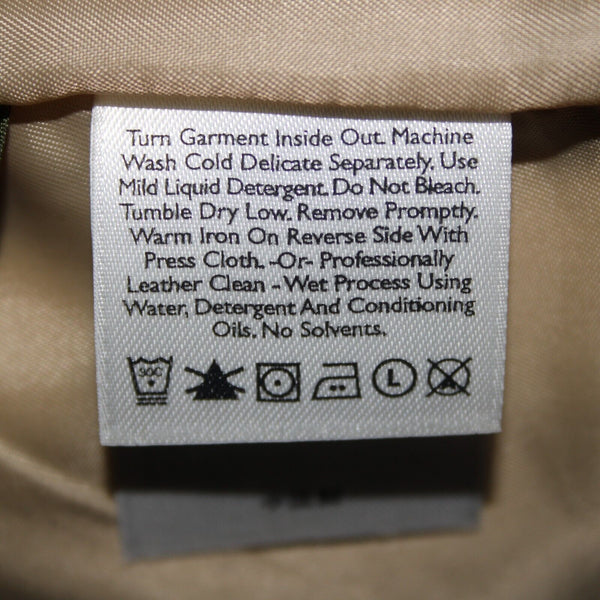 Turn Garment Inside Out. Machine
Wash Cold Delicate Separately, Use
Mild Liquid Detergent. Do Not Bleach.
Tumble Dry Low. Remove Promptly.
Warm Iron On Reverse Side With
Press Cloth. -Or- Professionally
Leather Clean - Wet Process Using
Water, Detergent And Conditioning
Oils. No Solvents.
30C L